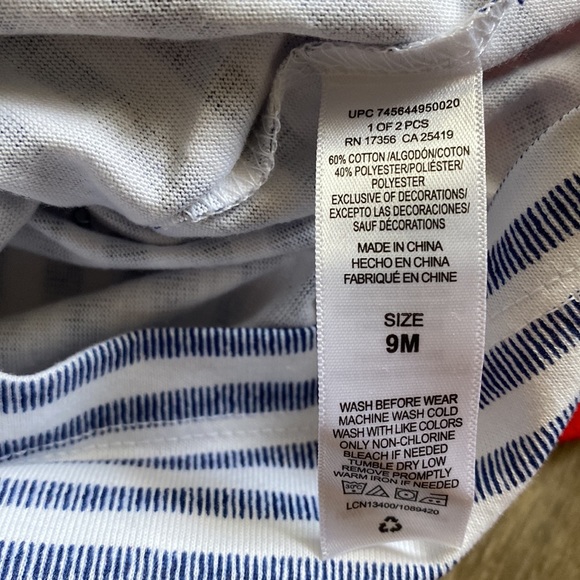 UPC 745644950020
1 OF 2 PCS
RN 17356 CA 25419
60% COTTON/ALGODÓN/COTON
40% POLYESTER/POLIÉSTER/
POLYESTER
EXCLUSIVE OF DECORATIONS/
EXCEPTO LAS DECORACIONES/
SAUF DÉCORATIONS
MADE IN CHINA
HECHO EN CHINA
FABRIQUÉ EN CHINE
SIZE
9M
WASH BEFORE WEAR
MACHINE WASH COLD
WASH WITH LIKE COLORS
ONLY NON-CHLORINE
BLEACH IF NEEDED
TUMBLE DRY LOW
REMOVE PROMPTLY
WARM IRON IF NEEDED
30°C
LCN13400/1089420